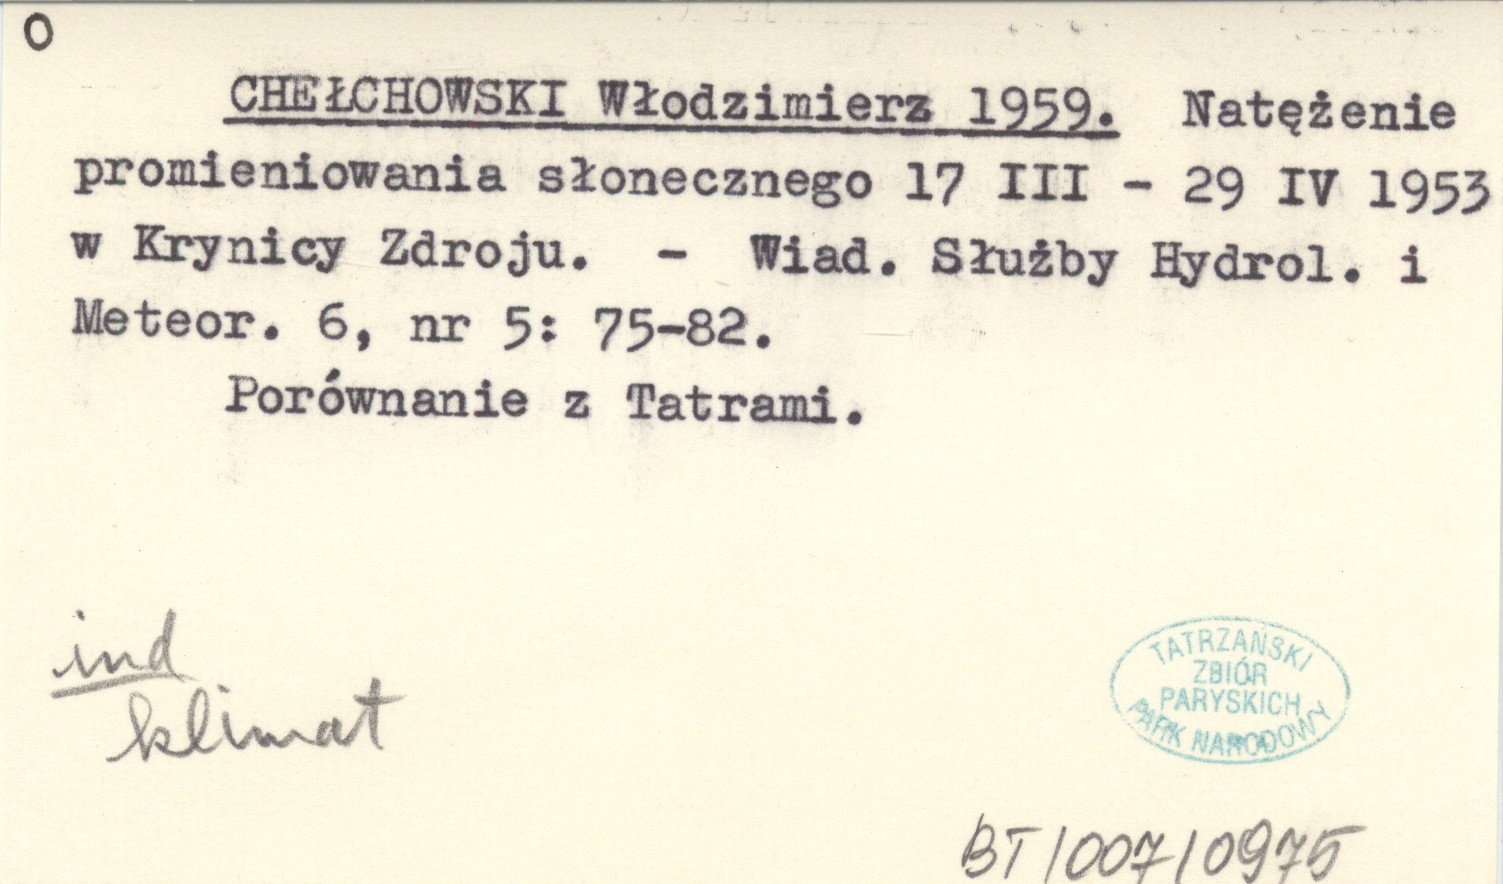 O
CHEŁCHOWSKI Włodzimierz 1959. Natężenie
promieniowania słonecznego 17 III - 29 IV 1953
w Krynicy Zdroju. - Wiad. Służby Hydrol. i
Meteor. 6, nr 5: 75-82.
Porównanie z Tatrami.
ind
klimat
TATRZAŃSKI
ZBIÓR
PARYSKICH
PARK NARODOWY
BT/007/0975